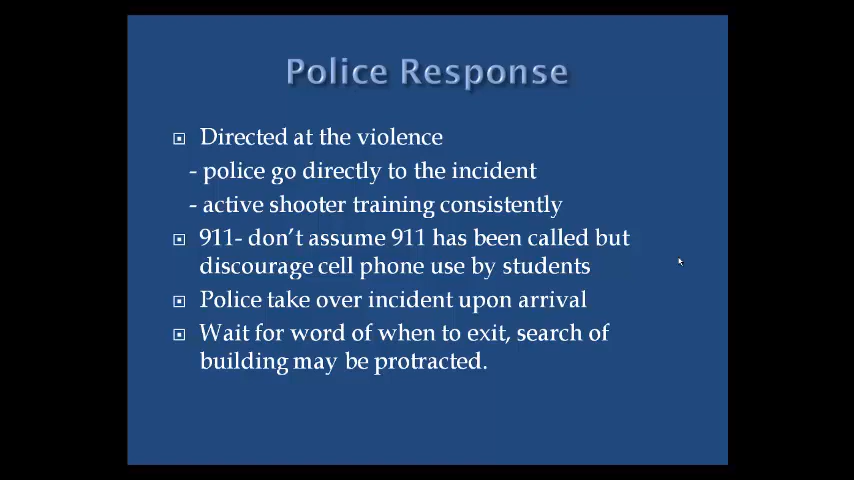 Police Response
Directed at the violence
- police go directly to the incident
- active shooter training consistently
911- don't assume 911 has been called but
discourage cell phone use by students
Police take over incident upon arrival
Wait for word of when to exit, search of
building may be protracted.